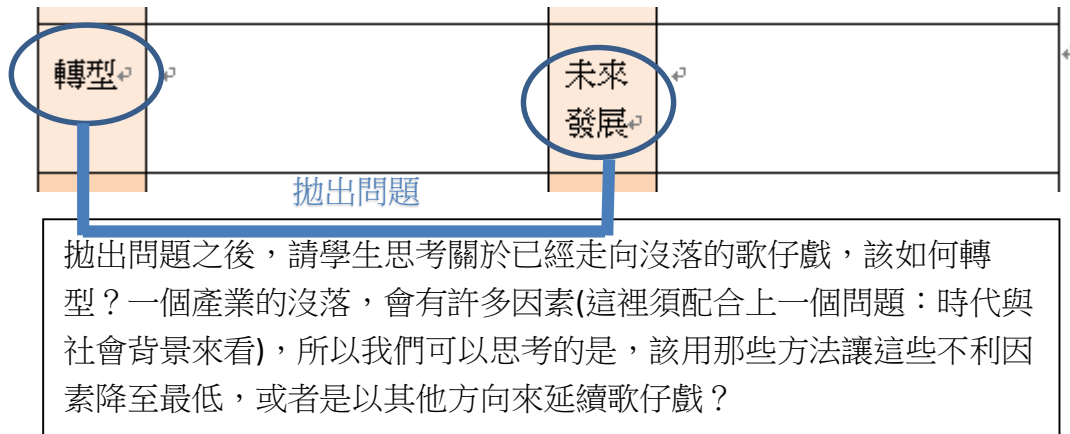 轉型
未來
發展
拋出問題
拋出問題之後，請學生思考關於已經走向沒落的歌仔戲，該如何轉
型？一個產業的沒落，會有許多因素(這裡須配合上一個問題：時代與
社會背景來看)，所以我們可以思考的是，該用那些方法讓這些不利因
素降至最低，或者是以其他方向來延續歌仔戲？